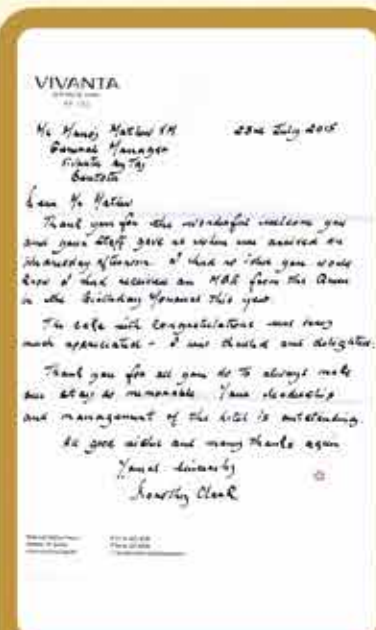 VIVANTA
Mr Manoj Mathew VM 23rd July 2015
General Manager
Vivanta by Taj
Bentota
Dear Mr Mathew
Thank you for the wonderful welcome you
and your staff gave us when we arrived on
Wednesday afternoon. I had no idea you would
know I had received an MBE from the Queen
in the Birthday Honours this year.
The cake with congratulations was very
much appreciated - I was thrilled and delighted.
Thank you for all you do to always make
our stays so memorable. Your leadership
and management of the hotel is outstanding.
All good wishes and many thanks again
Yours sincerely
Dorothy Clark